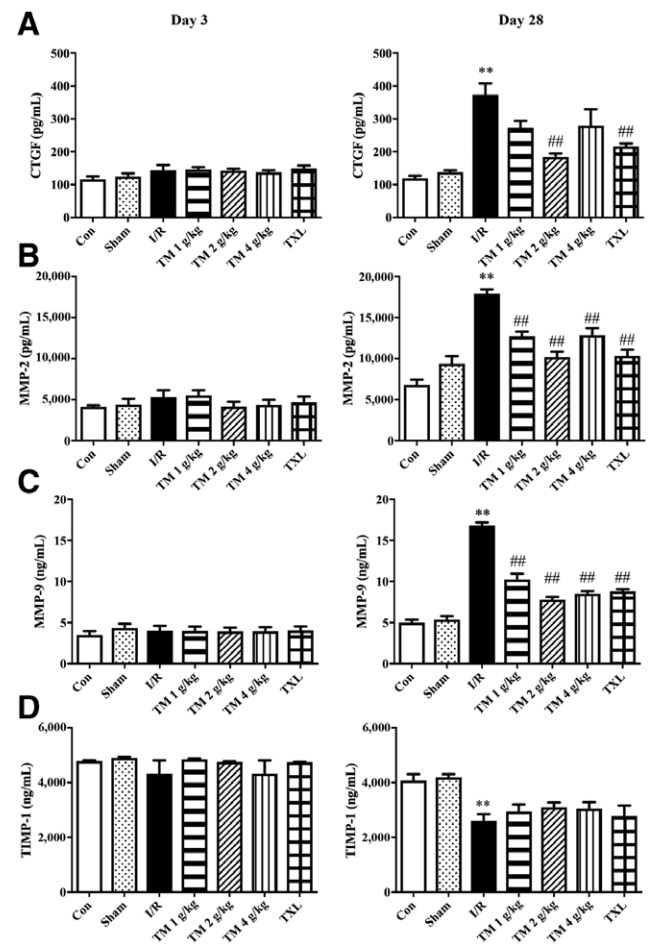 A
Day 3
Day 28
CTGF (pg/mL)
500
400
300
200
100
0
Con
Sham
I/R
TM 1 g/kg
TM 2 g/kg
TM 4 g/kg
TXL
CTGF (pg/mL)
500
400
300
200
100
0
**
##
##
Con
Sham
I/R
TM 1 g/kg
TM 2 g/kg
TM 4 g/kg
TXL
B
MMP-2 (pg/mL)
20,000
15,000
10,000
5,000
0
Con
Sham
I/R
TM 1 g/kg
TM 2 g/kg
TM 4 g/kg
TXL
MMP-2 (pg/mL)
20,000
15,000
10,000
5,000
0
**
##
##
##
##
Con
Sham
I/R
TM 1 g/kg
TM 2 g/kg
TM 4 g/kg
TXL
C
MMP-9 (ng/mL)
20
15
10
5
0
Con
Sham
I/R
TM 1 g/kg
TM 2 g/kg
TM 4 g/kg
TXL
MMP-9 (ng/mL)
20
15
10
5
0
**
##
##
##
##
Con
Sham
I/R
TM 1 g/kg
TM 2 g/kg
TM 4 g/kg
TXL
D
TIMP-1 (ng/mL)
6,000
4,000
2,000
0
Con
Sham
I/R
TM 1 g/kg
TM 2 g/kg
TM 4 g/kg
TXL
TIMP-1 (ng/mL)
6,000
4,000
2,000
0
**
Con
Sham
I/R
TM 1 g/kg
TM 2 g/kg
TM 4 g/kg
TXL